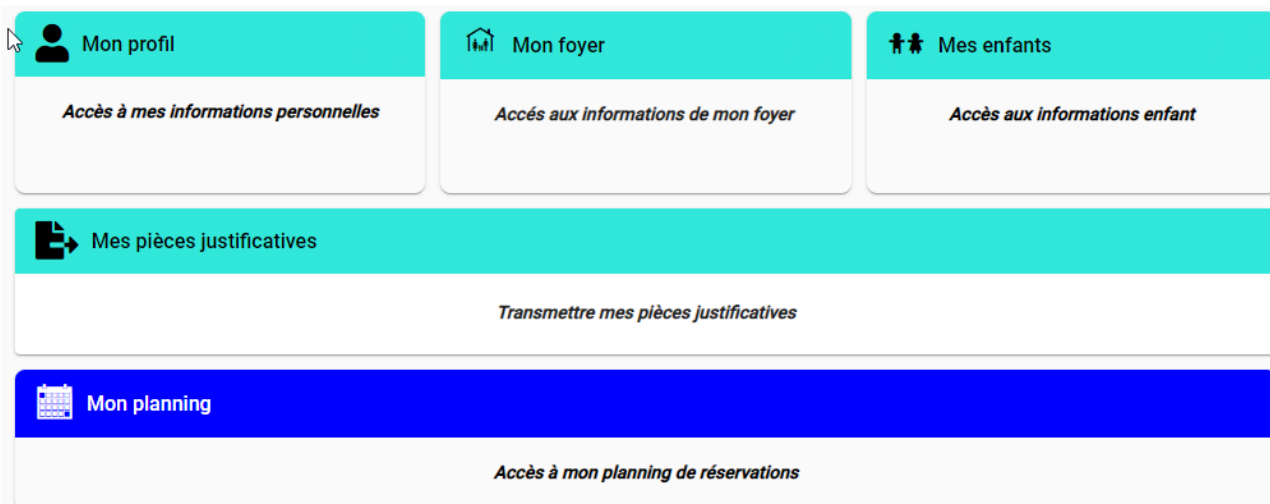 Mon profil
Accès à mes informations personnelles
Mon foyer
Accés aux informations de mon foyer
Mes enfants
Accès aux informations enfant
Mes pièces justificatives
Transmettre mes pièces justificatives
Mon planning
Accès à mon planning de réservations